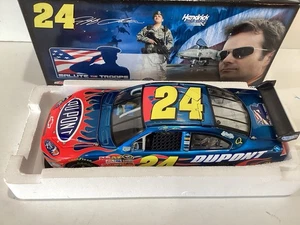 24
Hendrick
SALUTE THE TROOPS
DUPONT
24
24
DUPONT